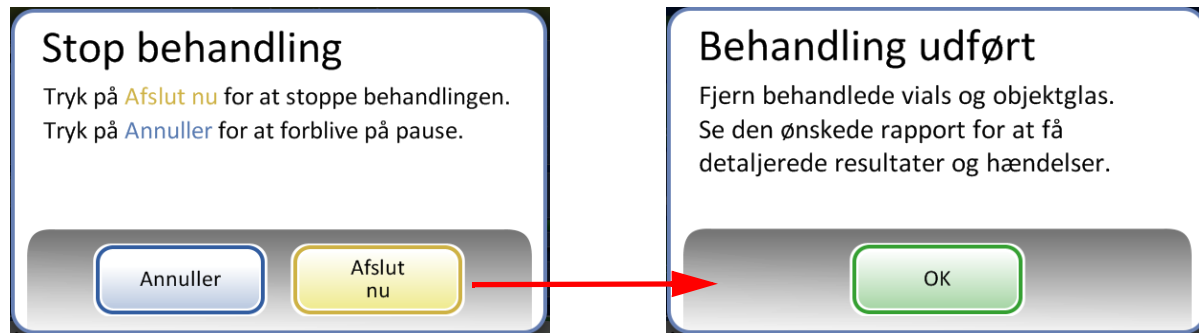 Stop behandling
Tryk på Afslut nu for at stoppe behandlingen.
Tryk på Annuller for at forblive på pause.
Annuller
Afslut
nu
Behandling udført
Fjern behandlede vials og objektglas.
Se den ønskede rapport for at få
detaljerede resultater og hændelser.
OK